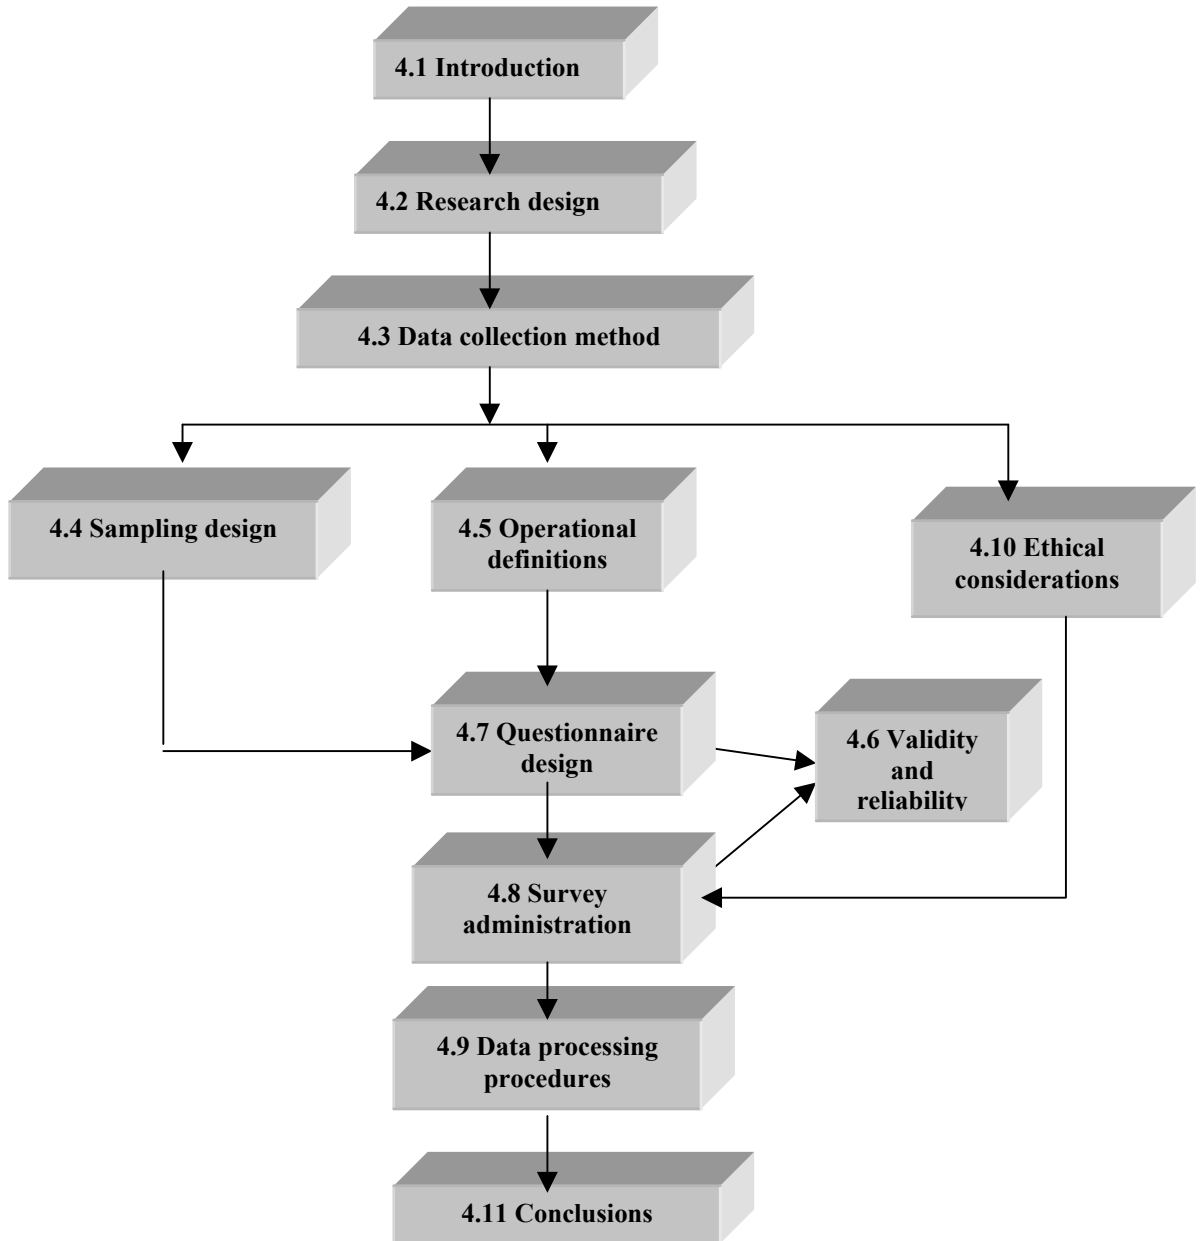 4.1 Introduction
4.2 Research design
4.3 Data collection method
4.4 Sampling design
4.5 Operational
definitions
4.10 Ethical
considerations
4.7 Questionnaire
design
4.6 Validity
and
reliability
4.8 Survey
administration
4.9 Data processing
procedures
4.11 Conclusions